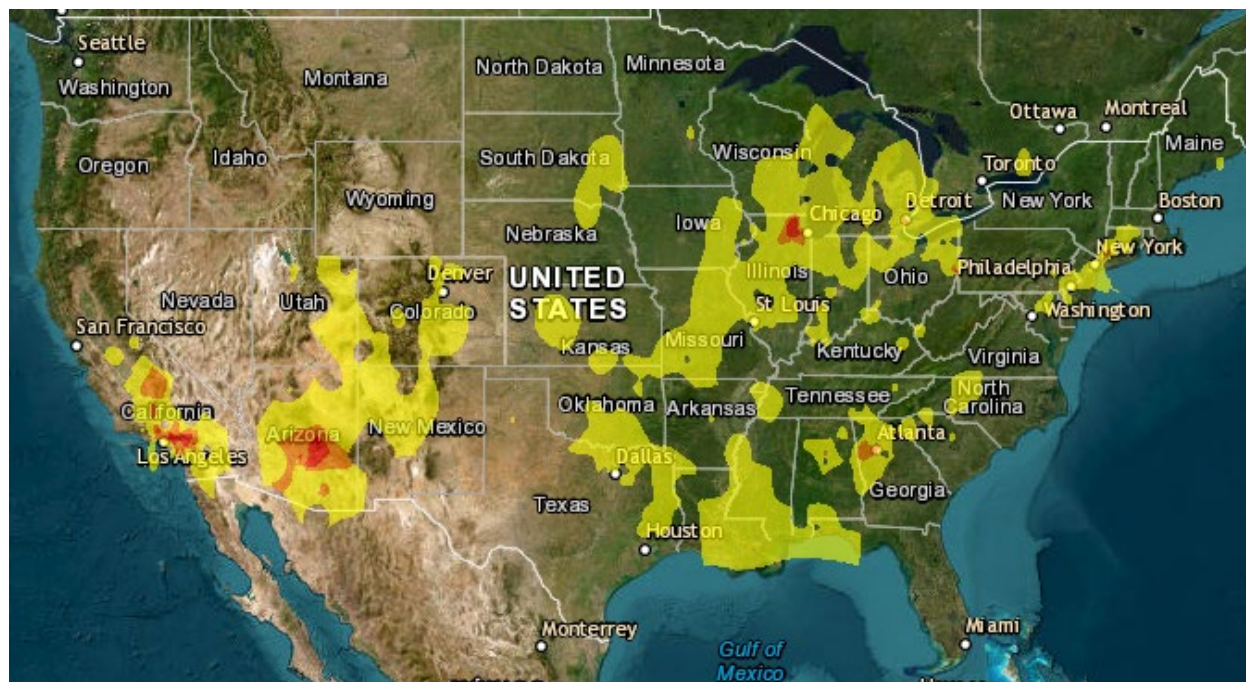 Seattle
Washington
Montana
North Dakota
Minnesota
Ottawa
Montreal
Maine
Oregon
Idaho
South Dakota
Wisconsin
Toronto
Wyoming
Detroit
New York
Boston
Nebraska
Iowa
Chicago
New York
Nevada
Utah
Denver
Colorado
UNITED
STATES
Illinois
Ohio
Philadelphia
San Francisco
St Louis
Washington
Kansas
Missouri
Kentucky
Virginia
California
Arizona
New Mexico
Oklahoma
Arkansas
Tennessee
North
Carolina
Los Angeles
Dallas
Atlanta
Texas
Georgia
Houston
Monterrey
Miami
Gulf of
Mexico